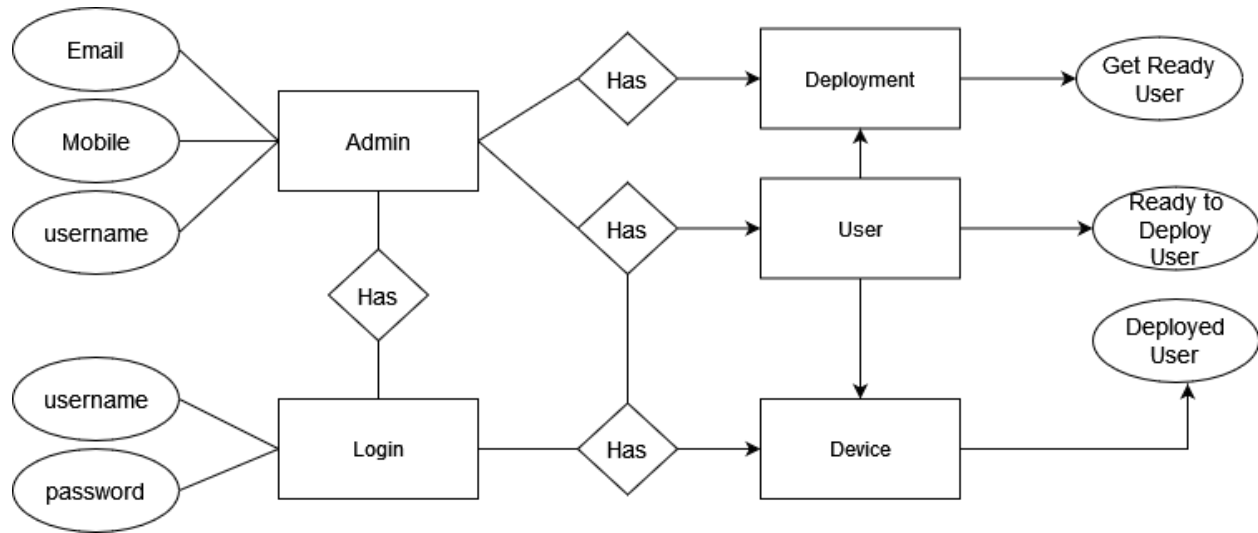 Email
Mobile
username
Admin
Has
username
password
Login
Has
Has
Has
Deployment
User
Device
Get Ready
User
Ready to
Deploy
User
Deployed
User